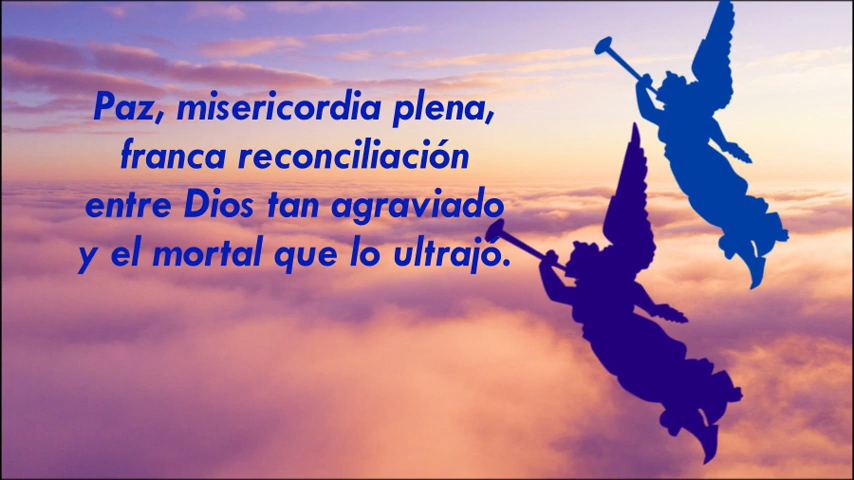 Paz, misericordia plena,
franca reconciliación
entre Dios tan agraviado
y el mortal que lo ultrajó.